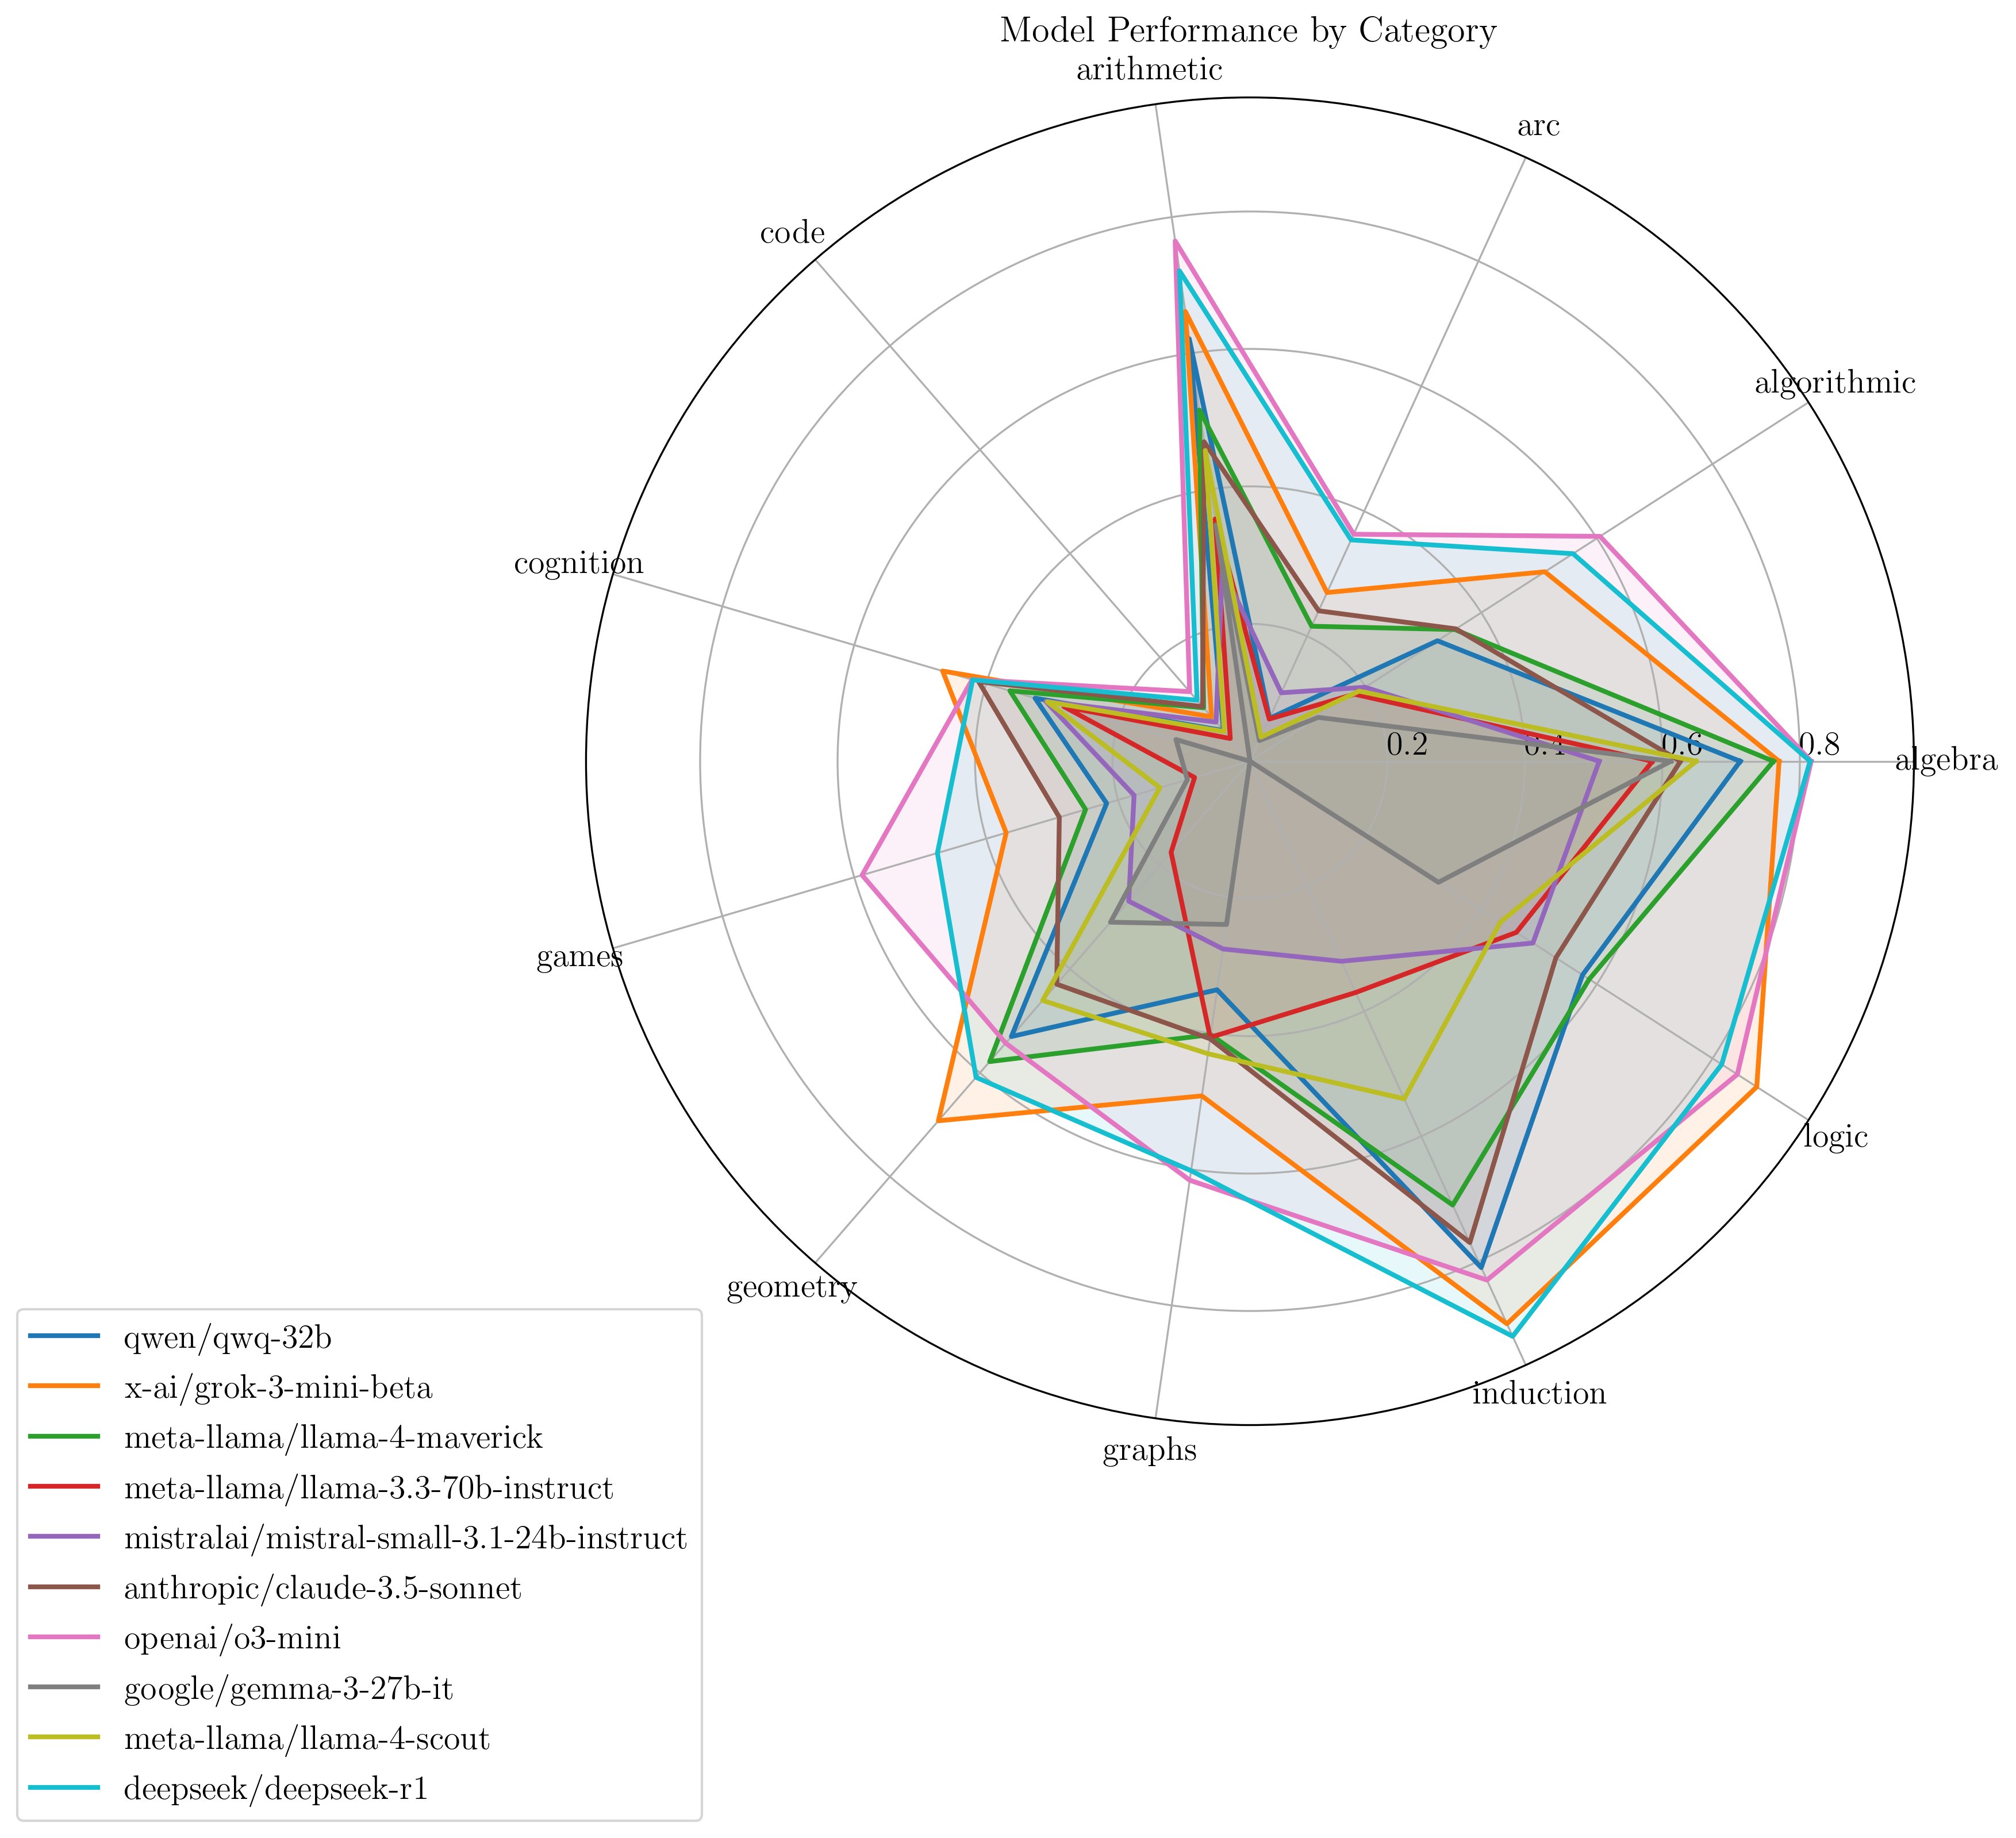 Model Performance by Category
arithmetic
arc
code
algorithmic
cognition
0.2
0.4
0.6
0.8
algebra
games
logic
geometry
induction
graphs
qwen/qwq-32b
x-ai/grok-3-mini-beta
meta-llama/llama-4-maverick
meta-llama/llama-3.3-70b-instruct
mistralai/mistral-small-3.1-24b-instruct
anthropic/claude-3.5-sonnet
openai/o3-mini
google/gemma-3-27b-it
meta-llama/llama-4-scout
deepseek/deepseek-r1